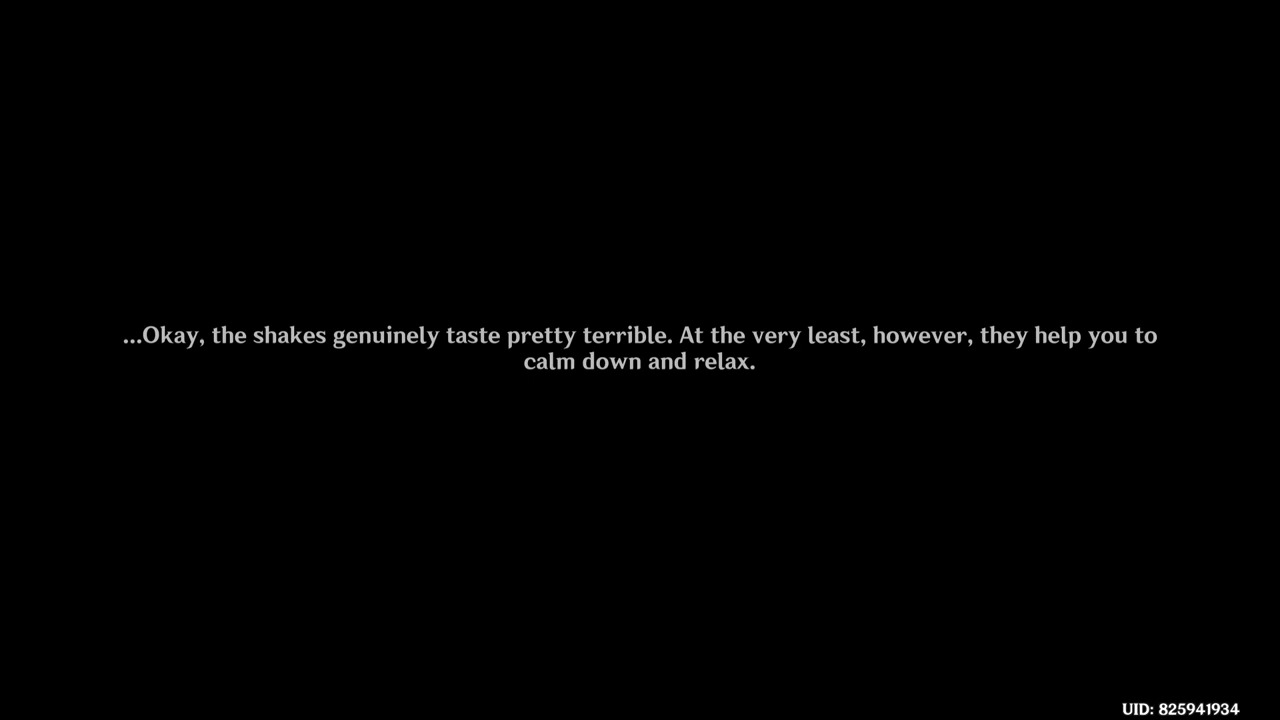 ...Okay, the shakes genuinely taste pretty terrible. At the very least, however, they help you to
calm down and relax.
UID: 825941934